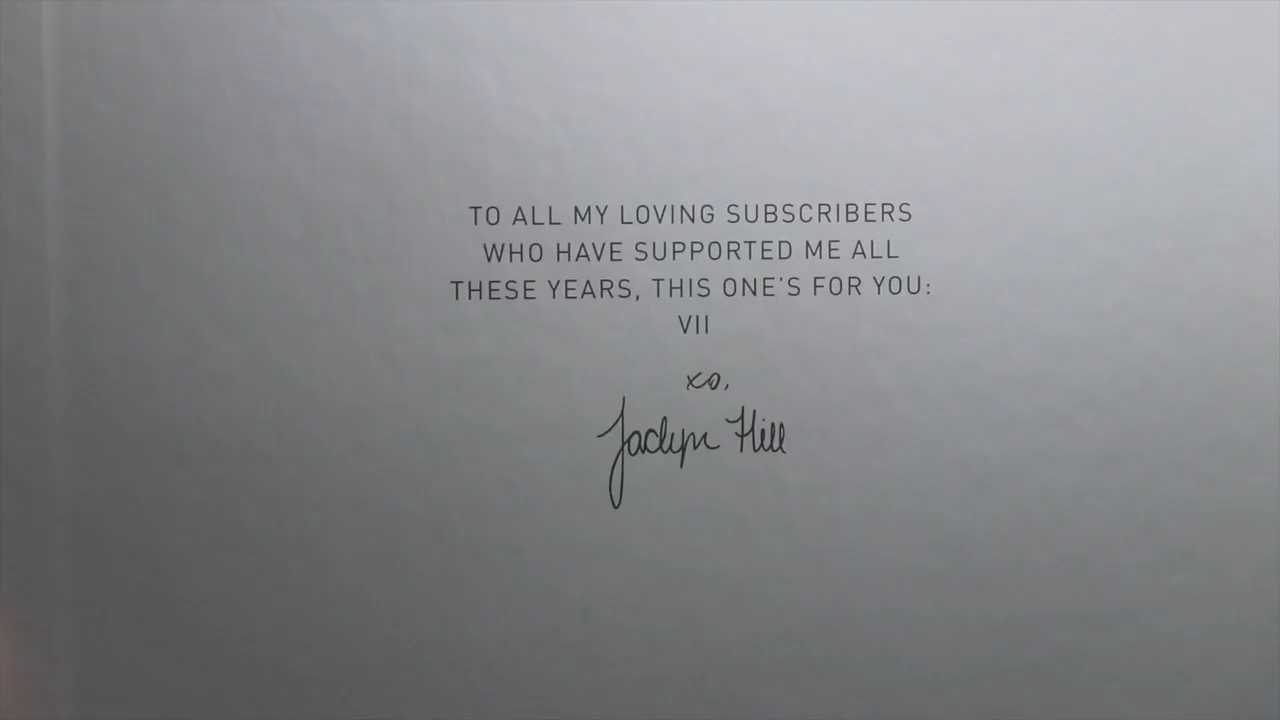 TO ALL MY LOVING SUBSCRIBERS
WHO HAVE SUPPORTED ME ALL
THESE YEARS, THIS ONE'S FOR YOU:
VII
xo,
Jaclyn Hill